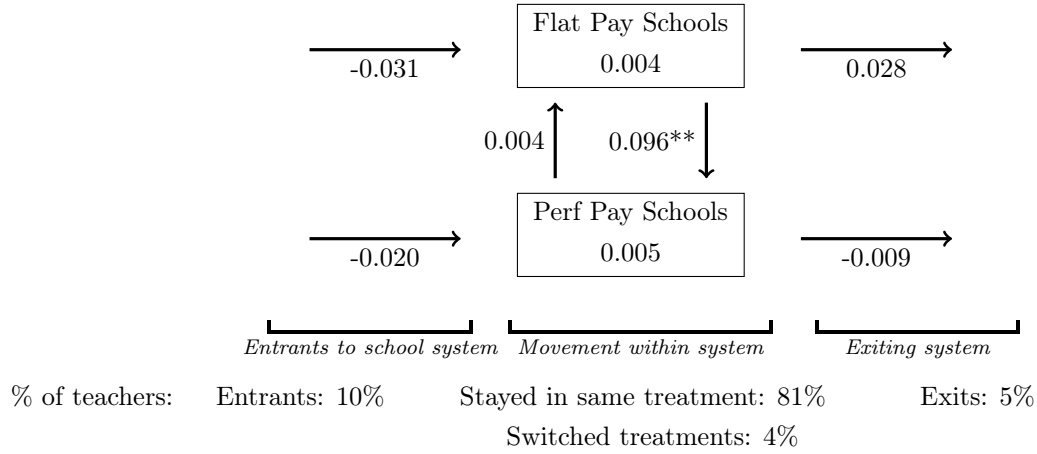 Flat Pay Schools
0.004
-0.031
0.028
0.004
0.096**
Perf Pay Schools
0.005
-0.020
-0.009
Entrants to school system
Movement within system
Exiting system
% of teachers:
Entrants: 10%
Stayed in same treatment: 81%
Exits: 5%
Switched treatments: 4%